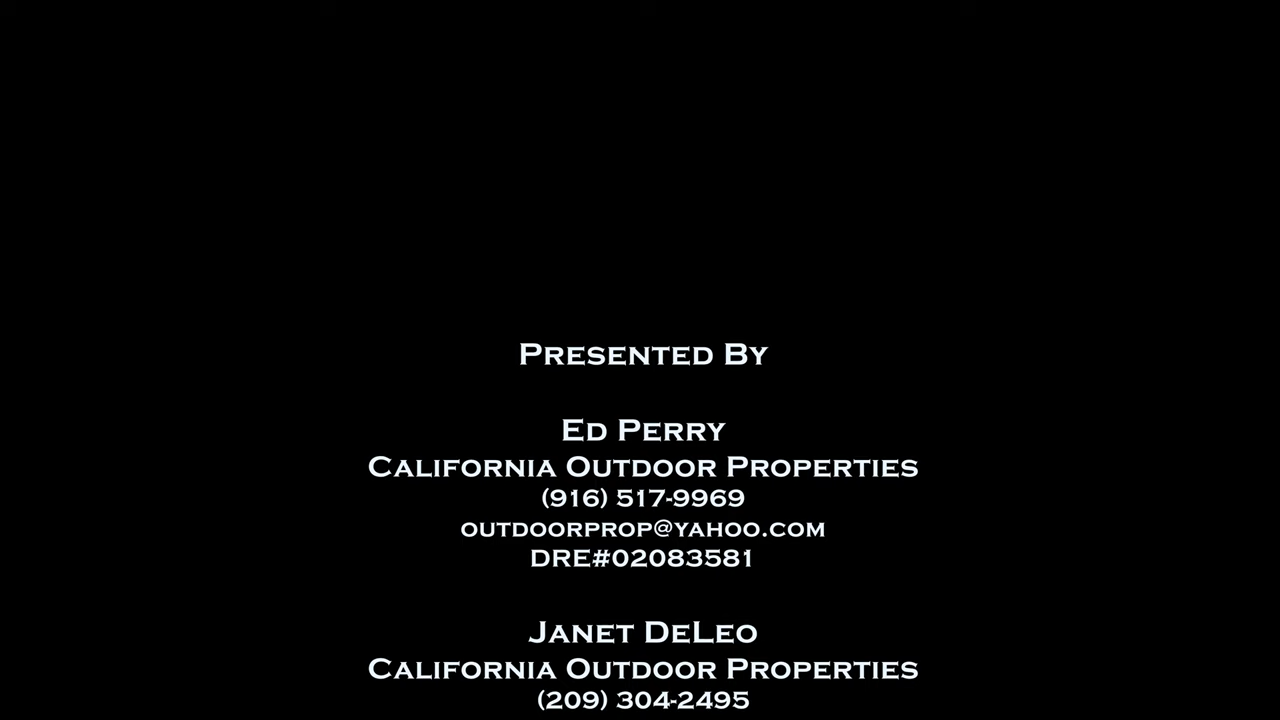 Presented By
Ed Perry
California Outdoor Properties
(916) 517-9969
outdoorprop@yahoo.com
DRE#02083581
Janet DeLeo
California Outdoor Properties
(209) 304-2495